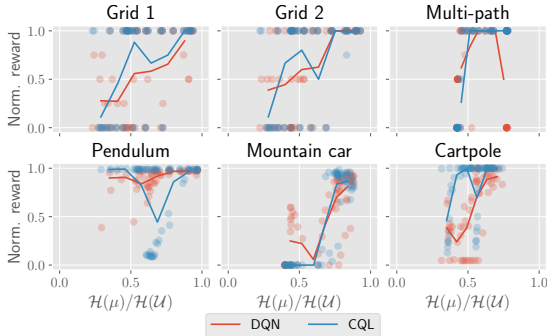 Grid 1 Grid 2 Multi-path
Norm. reward
1.0
0.5
0.0
Pendulum Mountain car Cartpole
Norm. reward
1.0
0.5
0.0
0.0 0.5 1.0 0.0 0.5 1.0 0.0 0.5 1.0
ℋ(μ)/ℋ(𝒰) ℋ(μ)/ℋ(𝒰) ℋ(μ)/ℋ(𝒰)
DQN CQL